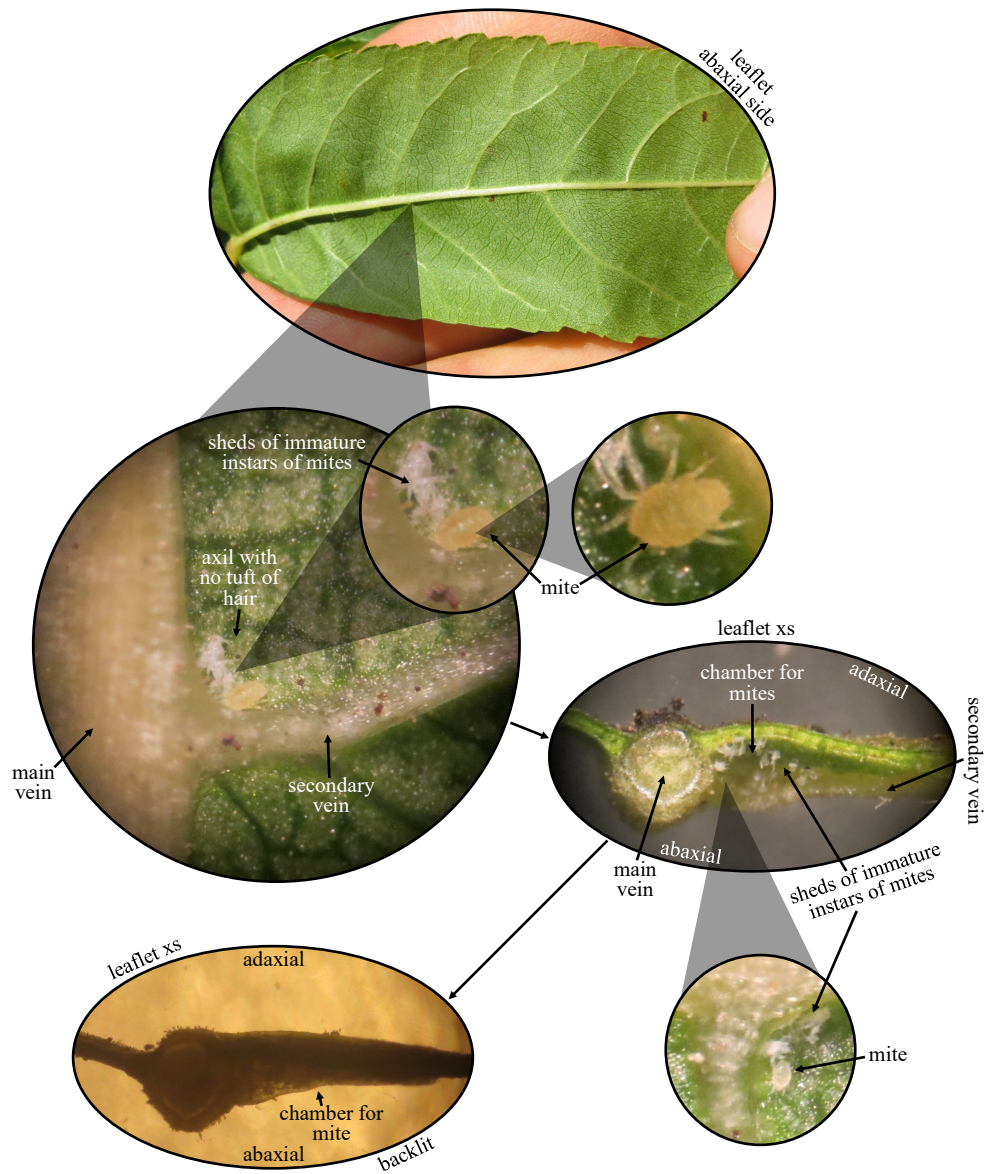 leaflet
abaxial side
sheds of immature
instars of mites
axil with
no tuft of
hair
mite
main
vein
secondary
vein
leaflet xs
chamber for
mites
adaxial
secondary vein
abaxial
main
vein
sheds of immature
instars of mites
mite
leaflet xs
adaxial
chamber for
mite
abaxial
backlit